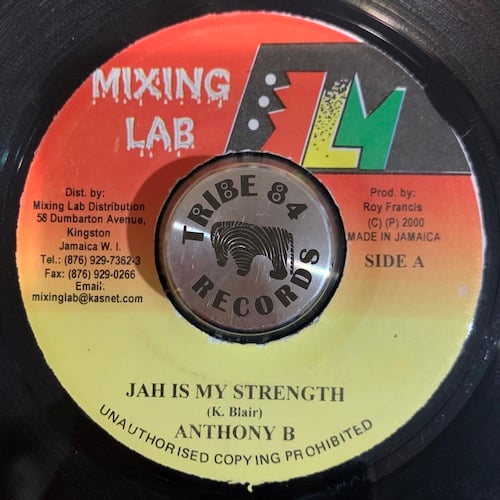 MIXING
LAB
Dist. by:
Mixing Lab Distribution
58 Dumbarton Avenue,
Kingston
Jamaica W. I.
Tel.: (876) 929-7362-3
Fax: (876) 929-0266
Email:
mixinglab@kasnet.com
TRIBE 84
RECORDS
Prod. by:
Roy Francis
(C) (P) 2000
MADE IN JAMAICA
SIDE A
JAH IS MY STRENGTH
(K. Blair)
ANTHONY B
UNAUTHORISED COPYING PROHIBITED